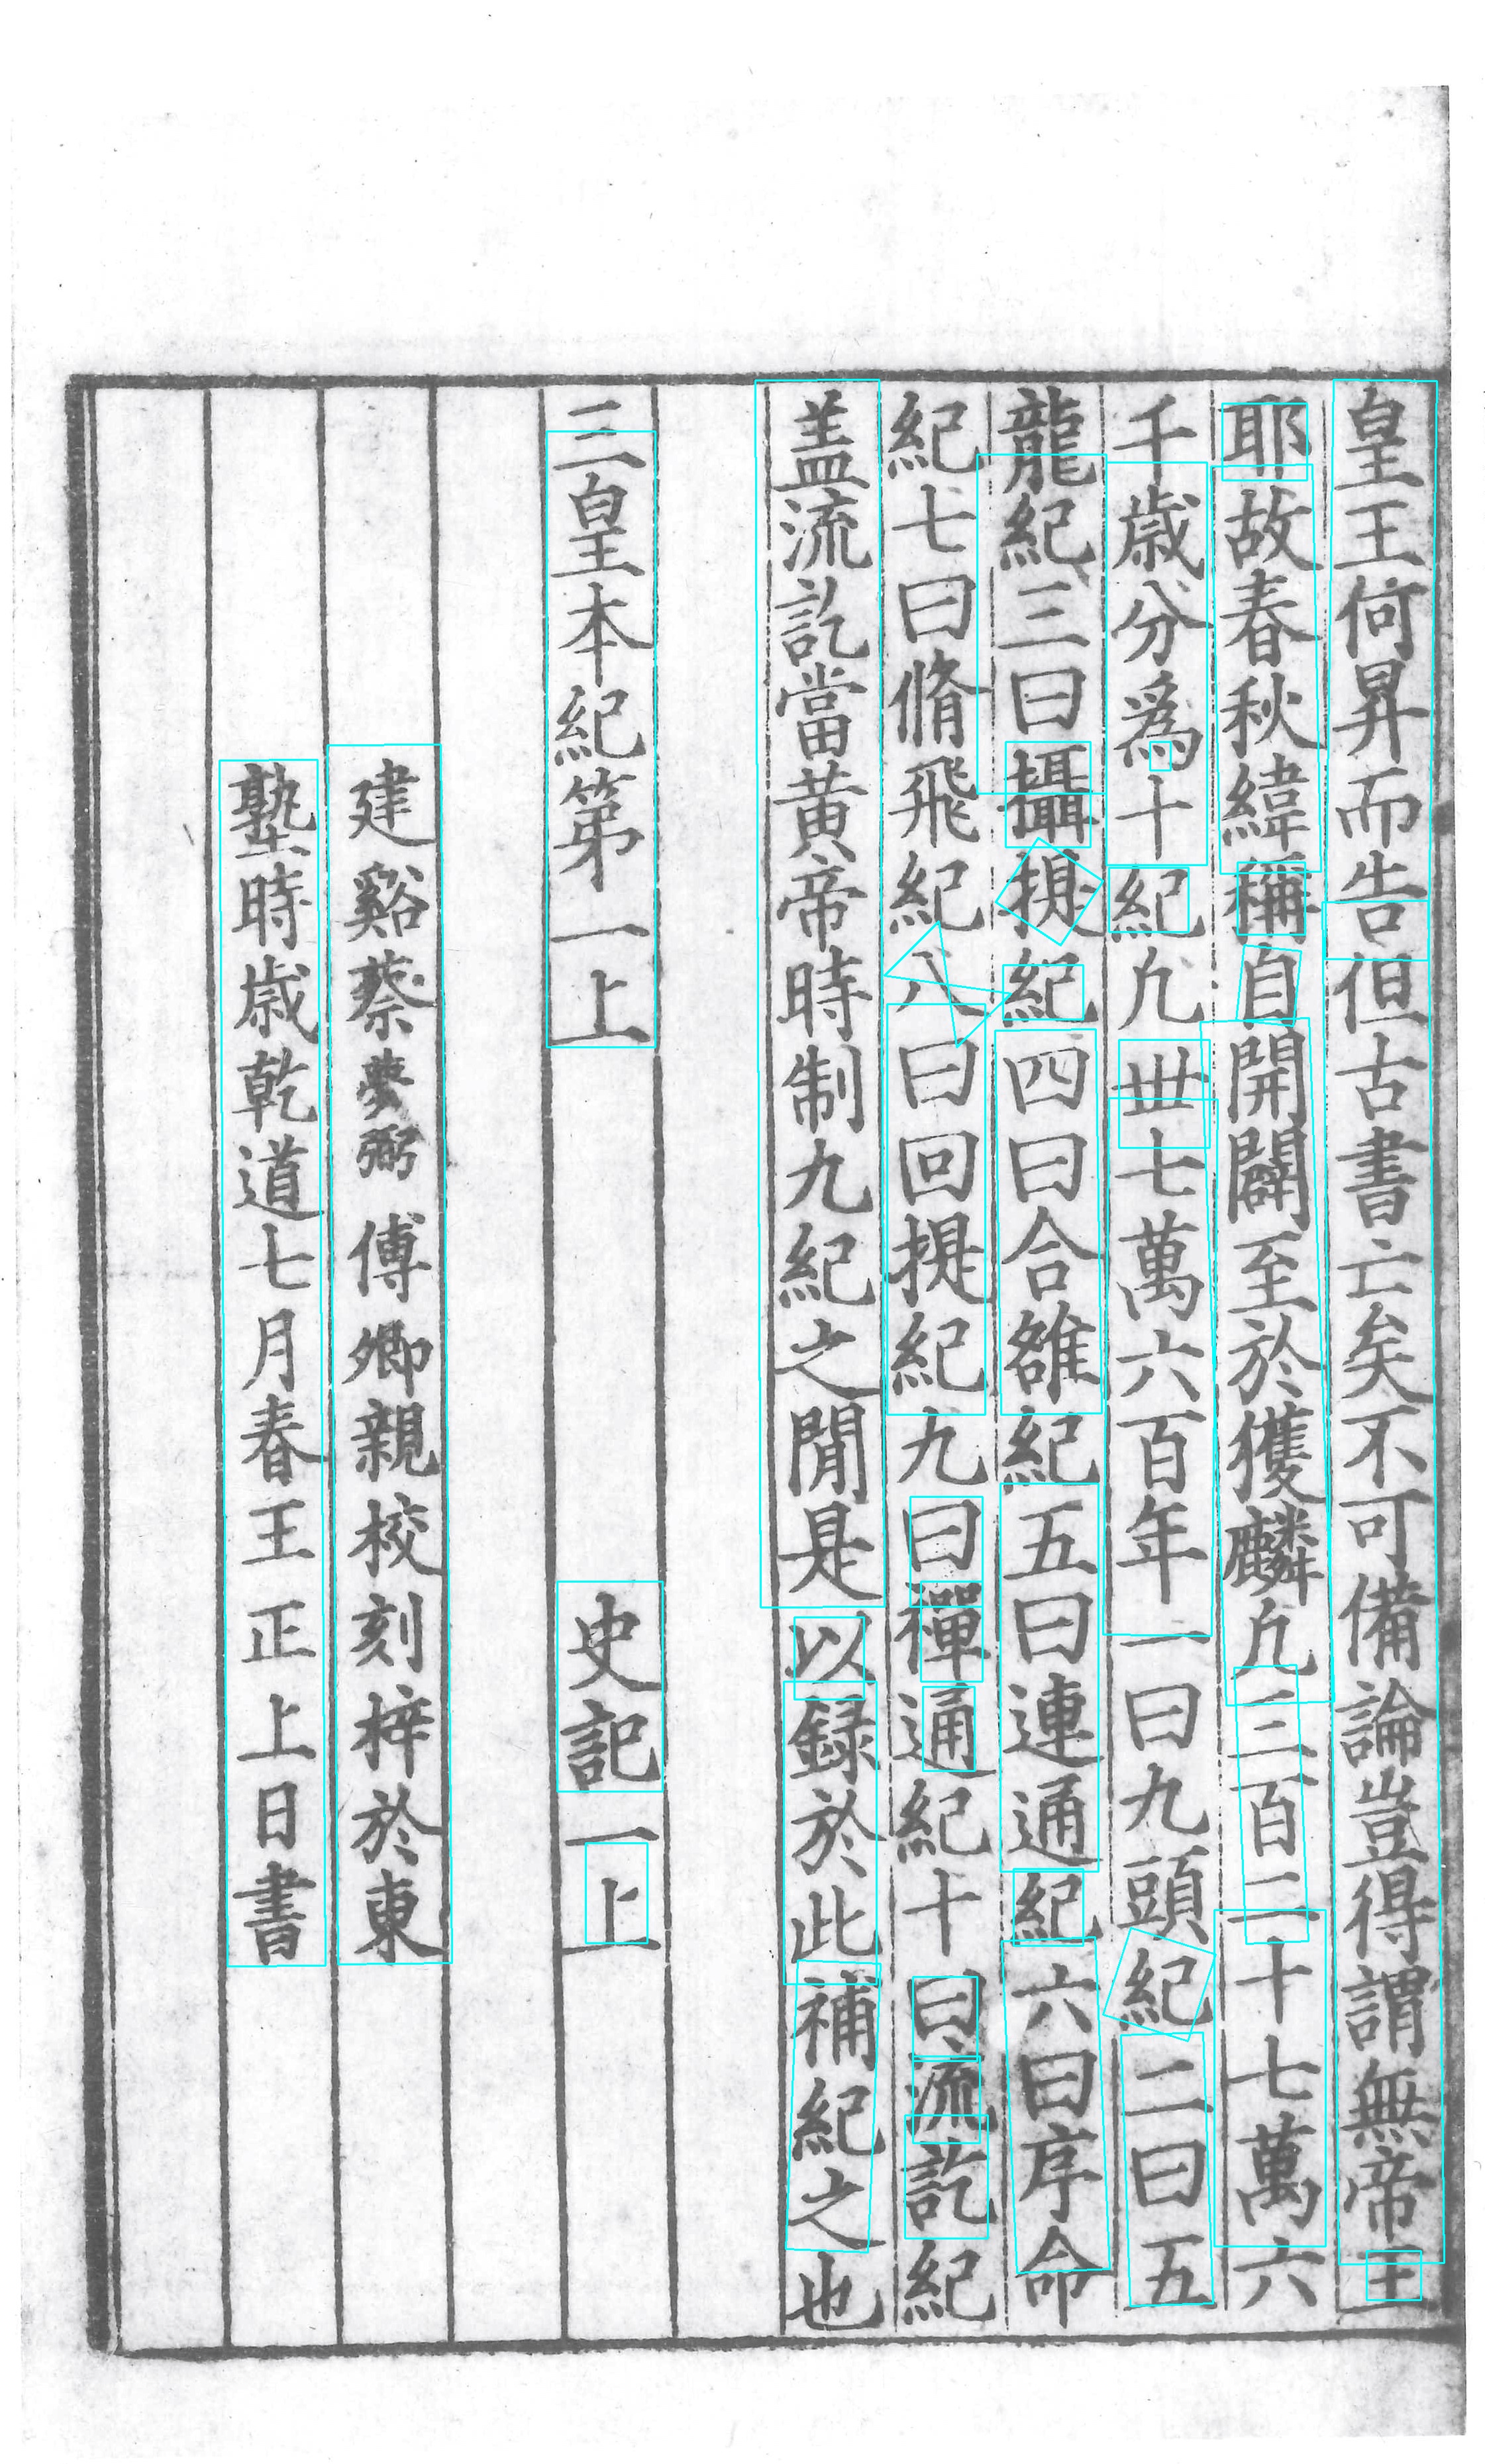 皇王何昇而告但古書亡矣不可備論豈得謂無帝王
耶故春秋緯稱自開闢至於獲麟凢三百二十七萬六
千歲分爲十紀凢丗七萬六百年一曰九頭紀二曰五
龍紀三曰攝提紀四曰合雒紀五曰連通紀六曰序命
紀七曰脩飛紀八曰回提紀九曰禪通紀十曰流訖紀
盖流訖當黄帝時制九紀之閒是以録於此補紀之也
三皇本紀第一上 史記一上
建谿蔡夢弼傅卿親校刻梓於東
塾時歲乾道七月春王正上日書